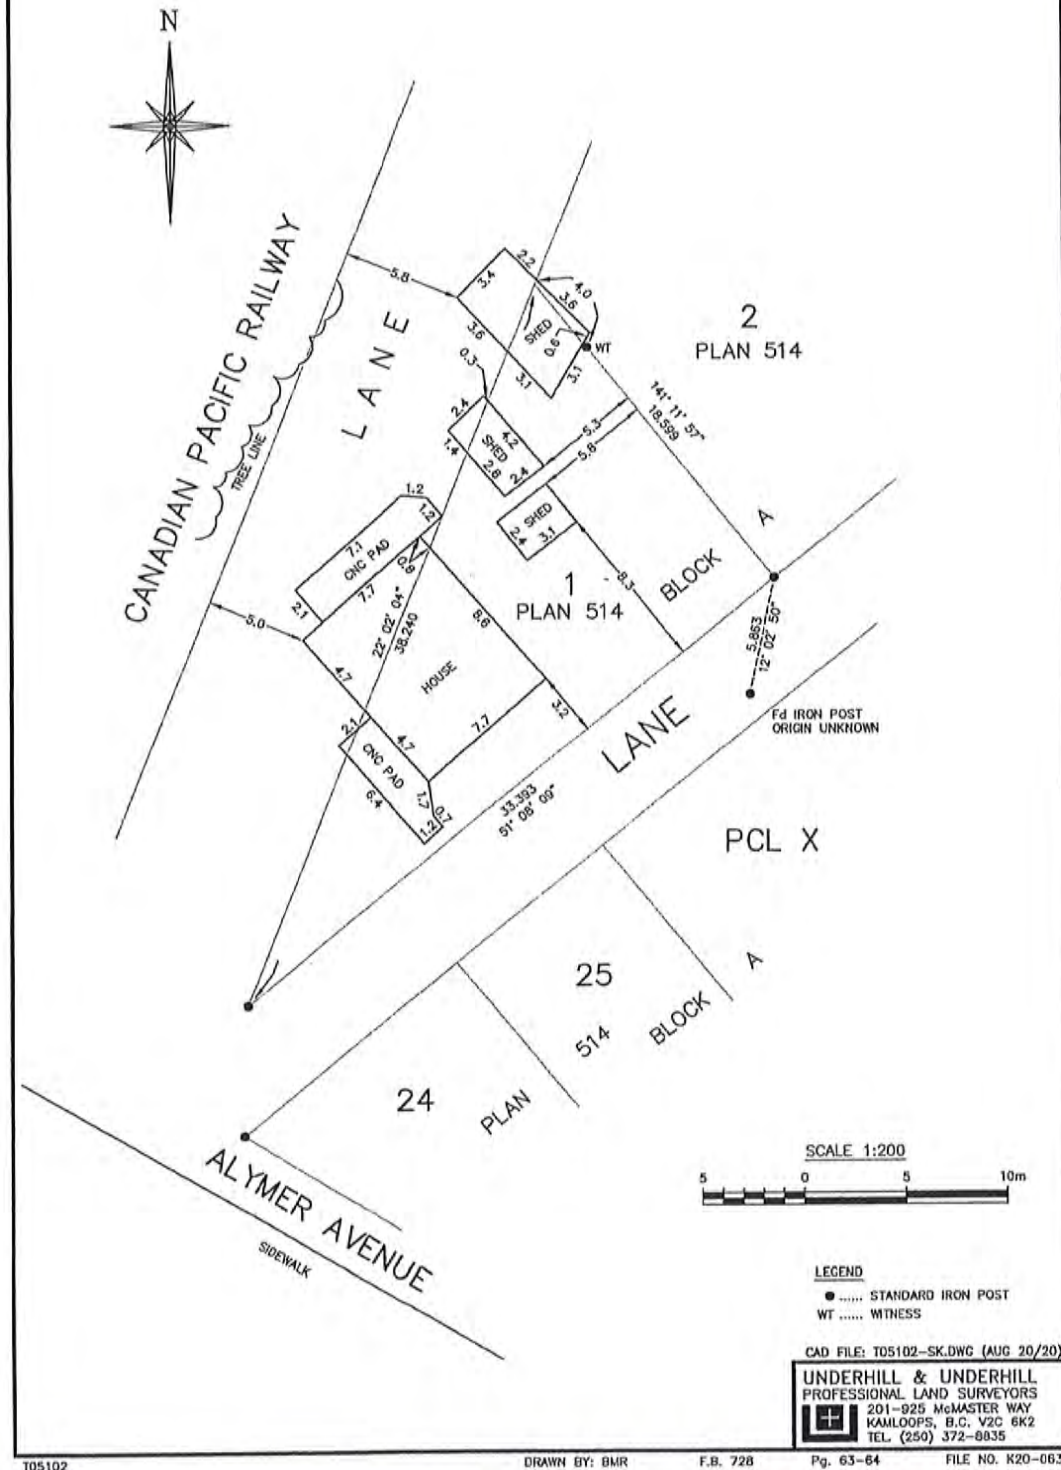 N
CANADIAN PACIFIC RAILWAY
TREE LINE
LANE
5.8
3.4
2.2
4.0
3.6
SHED
0.6
3.6
3.1
3.1
WT
2
PLAN 514
141° 11' 57"
18.599
0.3
2.4
4.2
SHED
1.4
2.6
2.4
5.3
5.8
SHED
2.4
3.1
1.2
1.2
7.1
CNC PAD
0.9
7.7
2.1
5.0
22° 02' 04"
38.240
1
PLAN 514
8.3
BLOCK
A
8.6
HOUSE
4.7
4.7
7.7
3.2
2.1
CNC PAD
6.4
1.7
0.7
1.2
5.863
12° 02' 50"
Fd IRON POST
ORIGIN UNKNOWN
LANE
33.393
51° 08' 09"
PCL X
25
514
BLOCK
A
24
PLAN
ALYMER AVENUE
SIDEWALK
SCALE 1:200
5
0
5
10m
LEGEND
● ...... STANDARD IRON POST
WT ...... WITNESS
CAD FILE: T05102-SK.DWG (AUG 20/20)
UNDERHILL & UNDERHILL
PROFESSIONAL LAND SURVEYORS
201-925 McMASTER WAY
KAMLOOPS, B.C. V2C 6K2
TEL. (250) 372-8835
T05102
DRAWN BY: BMR
F.B. 728
Pg. 63-64
FILE NO. K20-063